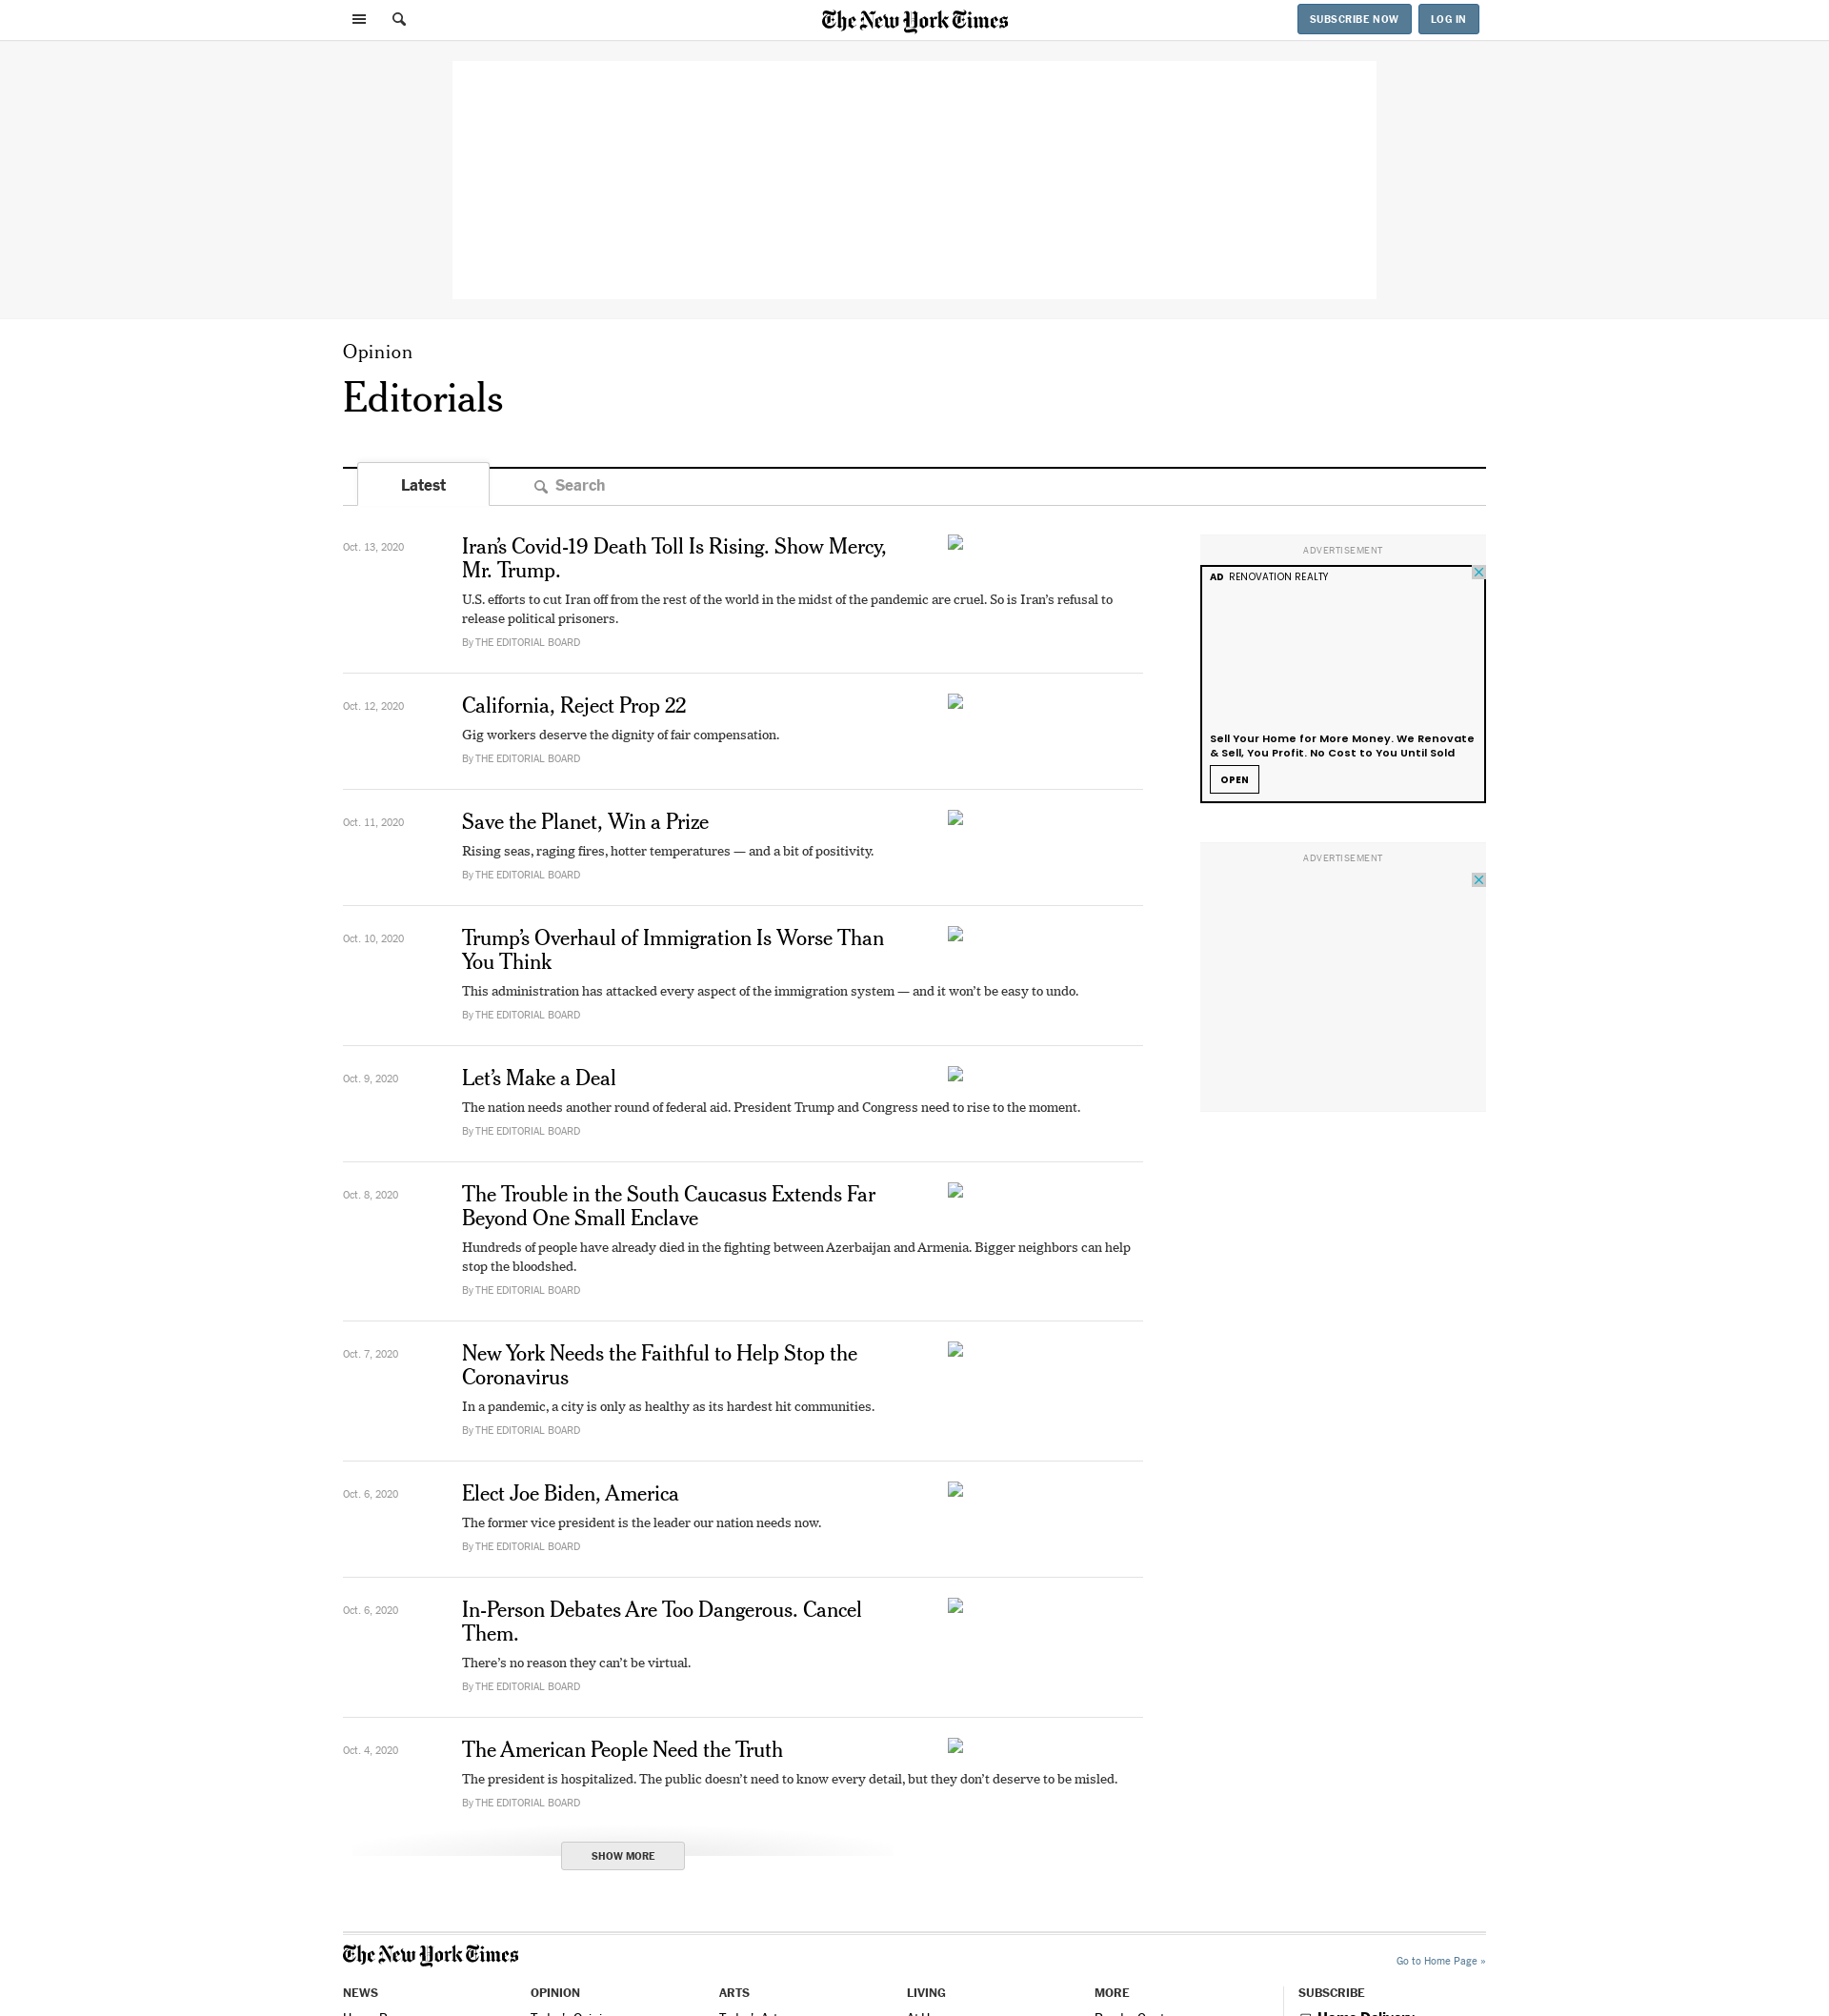 The New York Times
SUBSCRIBE NOW
LOG IN
Opinion
Editorials
Latest
Search
Oct. 13, 2020
Iran’s Covid-19 Death Toll Is Rising. Show Mercy,
Mr. Trump.
U.S. efforts to cut Iran off from the rest of the world in the midst of the pandemic are cruel. So is Iran’s refusal to
release political prisoners.
By THE EDITORIAL BOARD
Oct. 12, 2020
California, Reject Prop 22
Gig workers deserve the dignity of fair compensation.
By THE EDITORIAL BOARD
Oct. 11, 2020
Save the Planet, Win a Prize
Rising seas, raging fires, hotter temperatures — and a bit of positivity.
By THE EDITORIAL BOARD
Oct. 10, 2020
Trump’s Overhaul of Immigration Is Worse Than
You Think
This administration has attacked every aspect of the immigration system — and it won’t be easy to undo.
By THE EDITORIAL BOARD
Oct. 9, 2020
Let’s Make a Deal
The nation needs another round of federal aid. President Trump and Congress need to rise to the moment.
By THE EDITORIAL BOARD
Oct. 8, 2020
The Trouble in the South Caucasus Extends Far
Beyond One Small Enclave
Hundreds of people have already died in the fighting between Azerbaijan and Armenia. Bigger neighbors can help
stop the bloodshed.
By THE EDITORIAL BOARD
Oct. 7, 2020
New York Needs the Faithful to Help Stop the
Coronavirus
In a pandemic, a city is only as healthy as its hardest hit communities.
By THE EDITORIAL BOARD
Oct. 6, 2020
Elect Joe Biden, America
The former vice president is the leader our nation needs now.
By THE EDITORIAL BOARD
Oct. 6, 2020
In-Person Debates Are Too Dangerous. Cancel
Them.
There’s no reason they can’t be virtual.
By THE EDITORIAL BOARD
Oct. 4, 2020
The American People Need the Truth
The president is hospitalized. The public doesn’t need to know every detail, but they don’t deserve to be misled.
By THE EDITORIAL BOARD
SHOW MORE
ADVERTISEMENT
AD RENOVATION REALTY
Sell Your Home for More Money. We Renovate
& Sell, You Profit. No Cost to You Until Sold
OPEN
ADVERTISEMENT
The New York Times
Go to Home Page »
NEWS
OPINION
ARTS
LIVING
MORE
SUBSCRIBE
Home Delivery